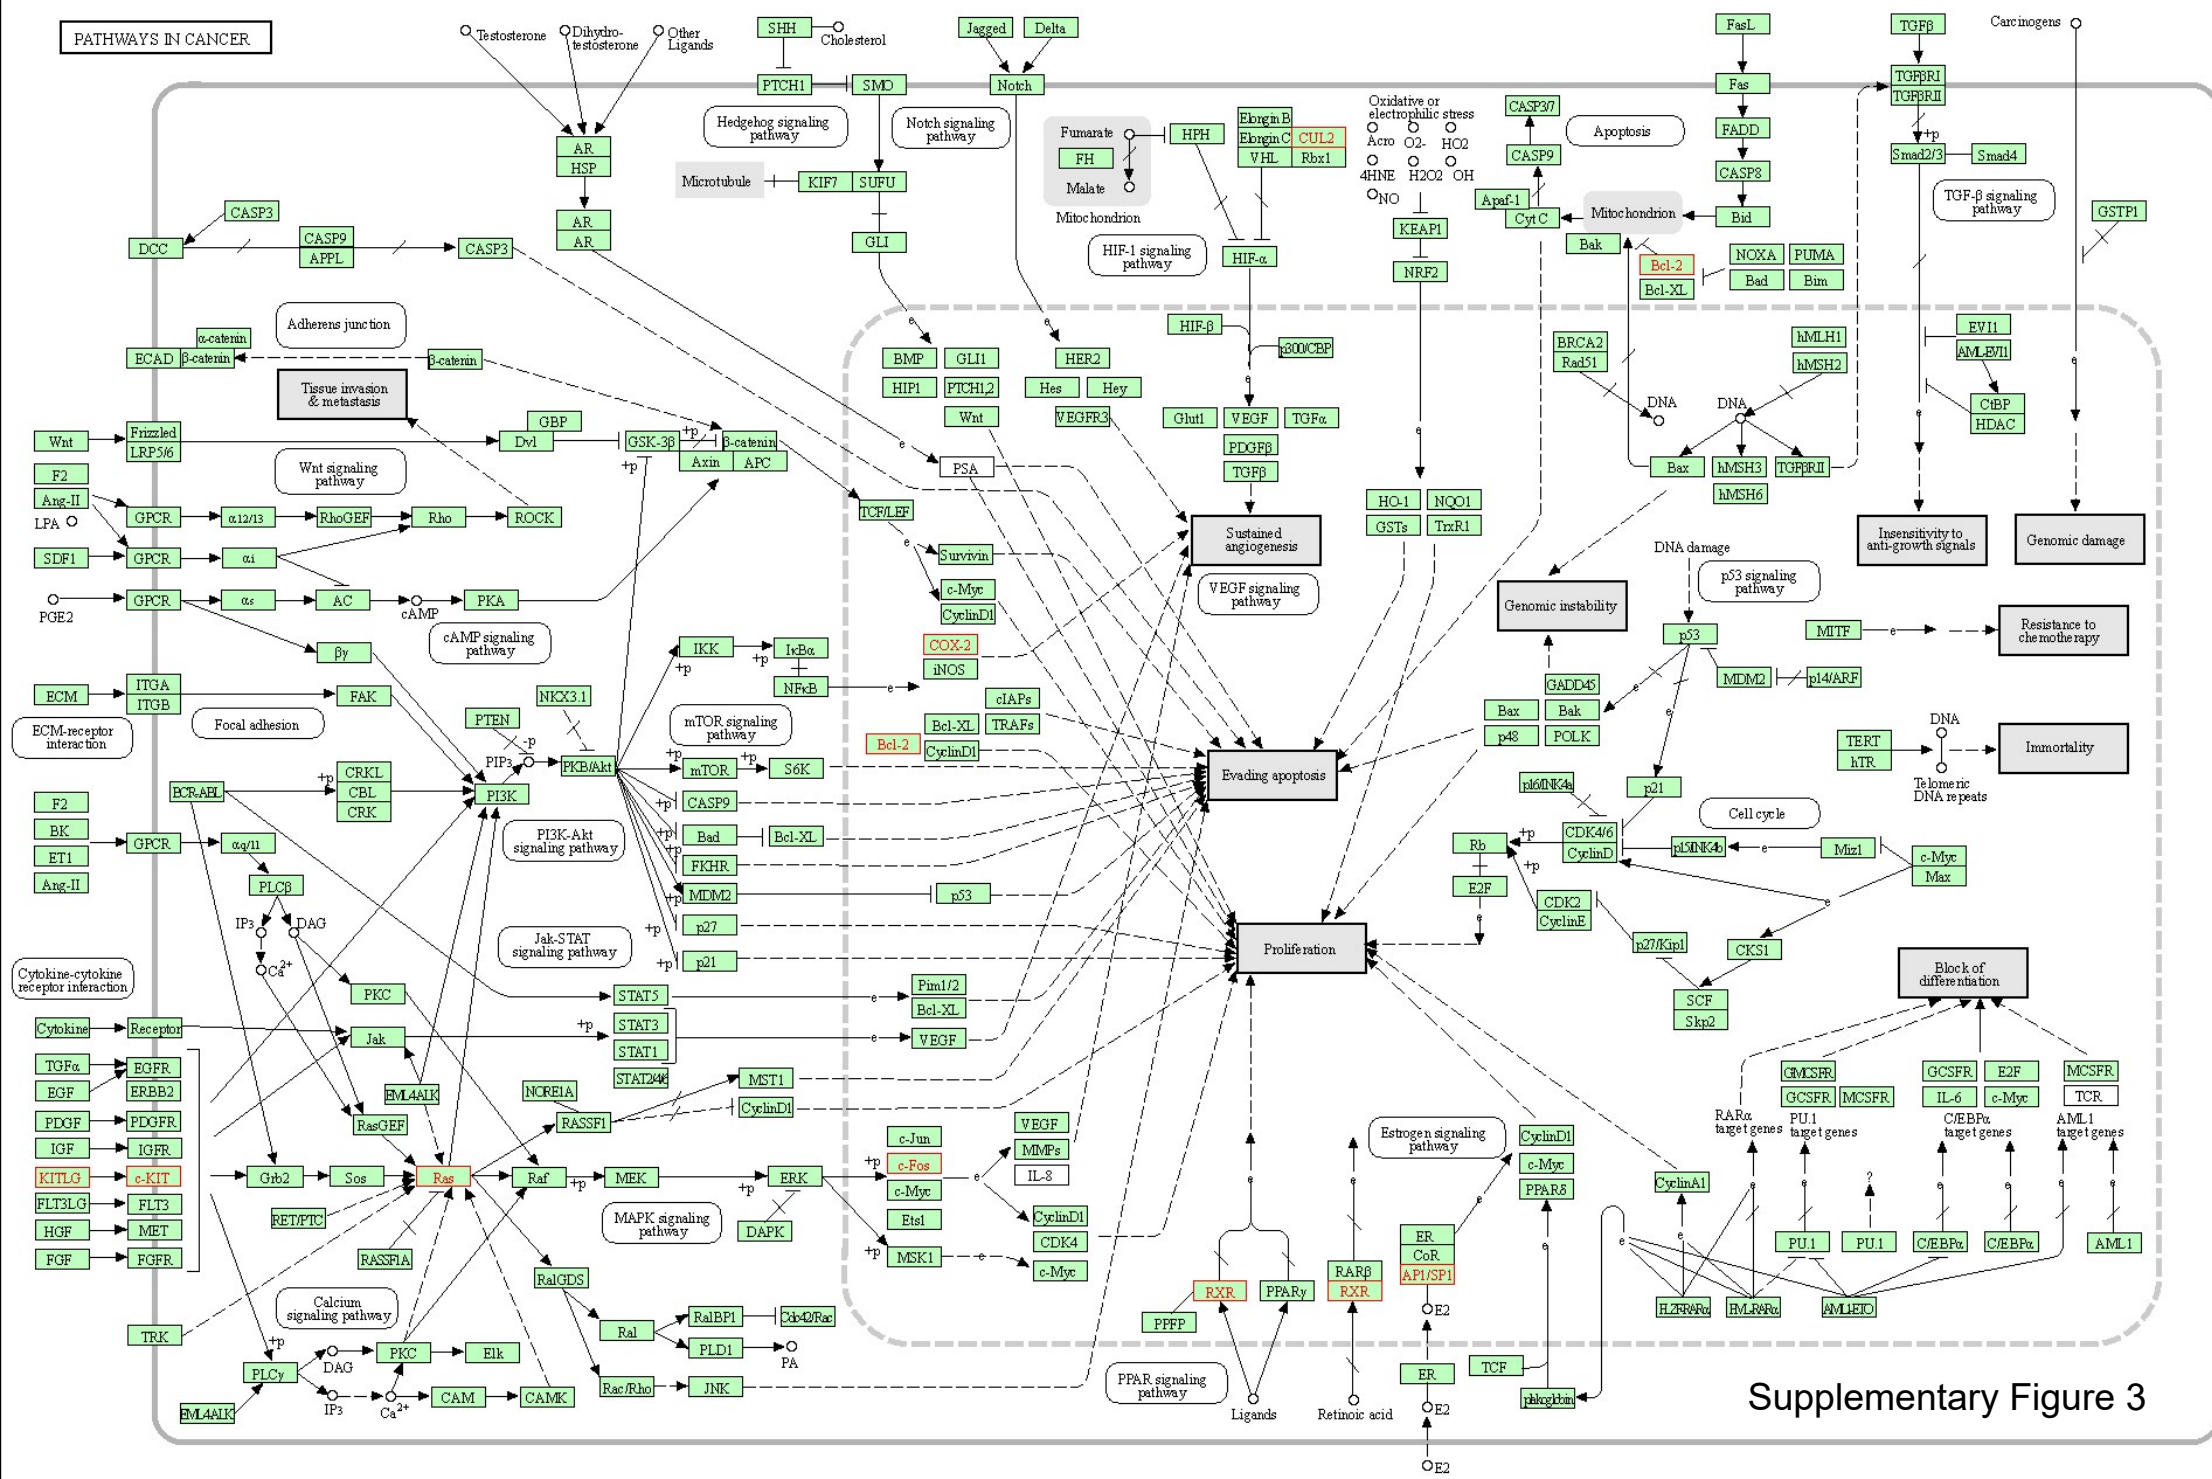 PATHWAYS IN CANCER
Testosterone
Dihydro-
testosterone
Other
Ligands
SHH
Cholesterol
Jagged
Delta
FasL
TGFβ
Carcinogens
PTCH1
SMO
Notch
Fas
TGFβRI
TGFβRII
Hedgehog signaling
pathway
Notch signaling
pathway
Fumarate
FH
Malate
Mitochondrion
HPH
Elongin B
Elongin C
CUL2
VHL
Rbx1
Oxidative or
electrophilic stress
Acro
O2-
HO2
4HNE
H2O2
OH
NO
CASP3/7
Apoptosis
CASP9
FADD
CASP8
+p
Smad2/3
Smad4
AR
HSP
Microtubule
KIF7
SUFU
Apaf-1
Cyt C
Mitochondrion
Bid
TGF-β signaling
pathway
GSTP1
CASP3
DCC
CASP9
APPL
CASP3
AR
AR
GLI
HIF-1 signaling
pathway
HIF-α
KEAP1
NRF2
Bak
Bcl-2
Bcl-XL
NOXA
PUMA
Bad
Bim
Adherens junction
α-catenin
ECAD
β-catenin
β-catenin
Tissue invasion
& metastasis
e
BMP
GLI1
HIP1
PTCH1,2
Wnt
e
HER2
Hes
Hey
VEGFR3
HIF-β
p300/CBP
e
Glut1
VEGF
TGFα
PDGFβ
TGFβ
e
BRCA2
Rad51
DNA
hMLH1
hMSH2
DNA
Bax
hMSH3
TGFβRII
hMSH6
EVI1
AML-EVI1
CtBP
HDAC
e
e
Wnt
Frizzled
LRP5/6
Dvl
GBP
GSK-3β
+p
β-catenin
Axin
APC
+p
Wnt signaling
pathway
F2
Ang-II
LPA
GPCR
α12/13
RhoGEF
Rho
ROCK
SDF1
GPCR
αi
PGE2
GPCR
αs
AC
cAMP
PKA
cAMP signaling
pathway
βγ
e
PSA
TCF/LEF
e
Survivin
c-Myc
CyclinD1
COX-2
iNOS
Sustained
angiogenesis
VEGF signaling
pathway
HO-1
NQO1
GSTs
TrxR1
Genomic instability
DNA damage
p53 signaling
pathway
p53
Insensitivity to
anti-growth signals
Genomic damage
MITF
e
Resistance to
chemotherapy
MDM2
p14/ARF
GADD45
Bax
Bak
p48
POLK
e
e
p21
TERT
hTR
DNA
Telomeric
DNA repeats
Immortality
ECM
ITGA
ITGB
FAK
ECM-receptor
interaction
Focal adhesion
PTEN
NKX3.1
-p
PIP3
PKB/Akt
IKK
+p
+p
IκBα
NFκB
e
mTOR signaling
pathway
cIAPs
Bcl-XL
TRAFs
Bcl-2
CyclinD1
+p
mTOR
+p
S6K
Evading apoptosis
+p
CASP9
+p
Bad
Bcl-XL
+p
FKHR
+p
MDM2
p53
+p
p27
+p
p21
BCR-ABL
+p
CRKL
CBL
CRK
PI3K
PI3K-Akt
signaling pathway
F2
BK
ET1
Ang-II
GPCR
αq/11
PLCβ
IP3
DAG
Ca2+
PKC
Jak-STAT
signaling pathway
p16/INK4a
CDK4/6
CyclinD
Cell cycle
p15/INK4b
e
Miz1
c-Myc
Max
Rb
+p
+p
E2F
e
CDK2
CyclinE
p27/Kip1
e
CKS1
SCF
Skp2
Proliferation
Block of
differentiation
Cytokine-cytokine
receptor interaction
Cytokine
Receptor
Jak
+p
STAT5
STAT3
STAT1
STAT2/4/6
e
e
Pim1/2
Bcl-XL
VEGF
TGFα
EGFR
EGF
ERBB2
PDGF
PDGFR
IGF
IGFR
KITLG
c-KIT
FLT3LG
FLT3
HGF
MET
FGF
FGFR
EML4ALK
RasGEF
NORE1A
RASSF1
MST1
CyclinD1
Grb2
Sos
Ras
Raf
+p
MEK
+p
ERK
RET/PTC
RASSF1A
MAPK signaling
pathway
DAPK
c-Jun
+p
c-Fos
c-Myc
Ets1
+p
MSK1
e
e
VEGF
MMPs
IL-8
CyclinD1
CDK4
c-Myc
TRK
Calcium
signaling pathway
+p
PLCγ
DAG
IP3
Ca2+
PKC
Elk
CAM
CAMK
EML4ALK
RalGDS
Ral
RalBP1
Cdc42/Rac
PLD1
PA
Rac/Rho
JNK
e
RXR
PPARγ
PPFP
Ligands
PPAR signaling
pathway
e
RARβ
RXR
Retinoic acid
Estrogen signaling
pathway
ER
CoR
AP1/SP1
E2
ER
E2
E2
e
CyclinD1
c-Myc
PPARδ
e
TCF
plakoglobin
e
CyclinA1
e
RARα
target genes
e
GMCSFR
GCSFR
MCSFR
PU.1
target genes
e
PU.1
?
PU.1
GCSFR
E2F
IL-6
c-Myc
C/EBPα
target genes
e
e
C/EBPα
C/EBPα
MCSFR
TCR
AML1
target genes
e
e
AML1
PLZF-RARα
PML-RARα
AML1-ETO
Supplementary Figure 3